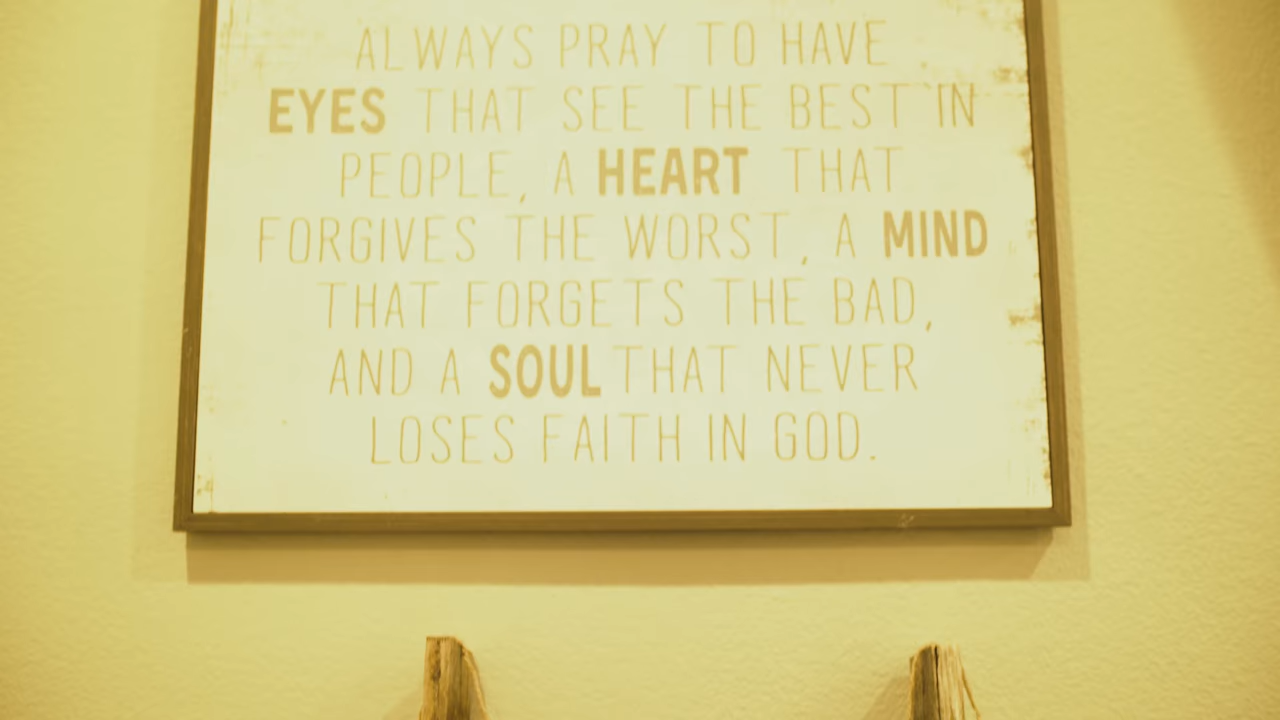 ALWAYS PRAY TO HAVE
EYES THAT SEE THE BEST IN
PEOPLE, A HEART THAT
FORGIVES THE WORST, A MIND
THAT FORGETS THE BAD,
AND A SOUL THAT NEVER
LOSES FAITH IN GOD.